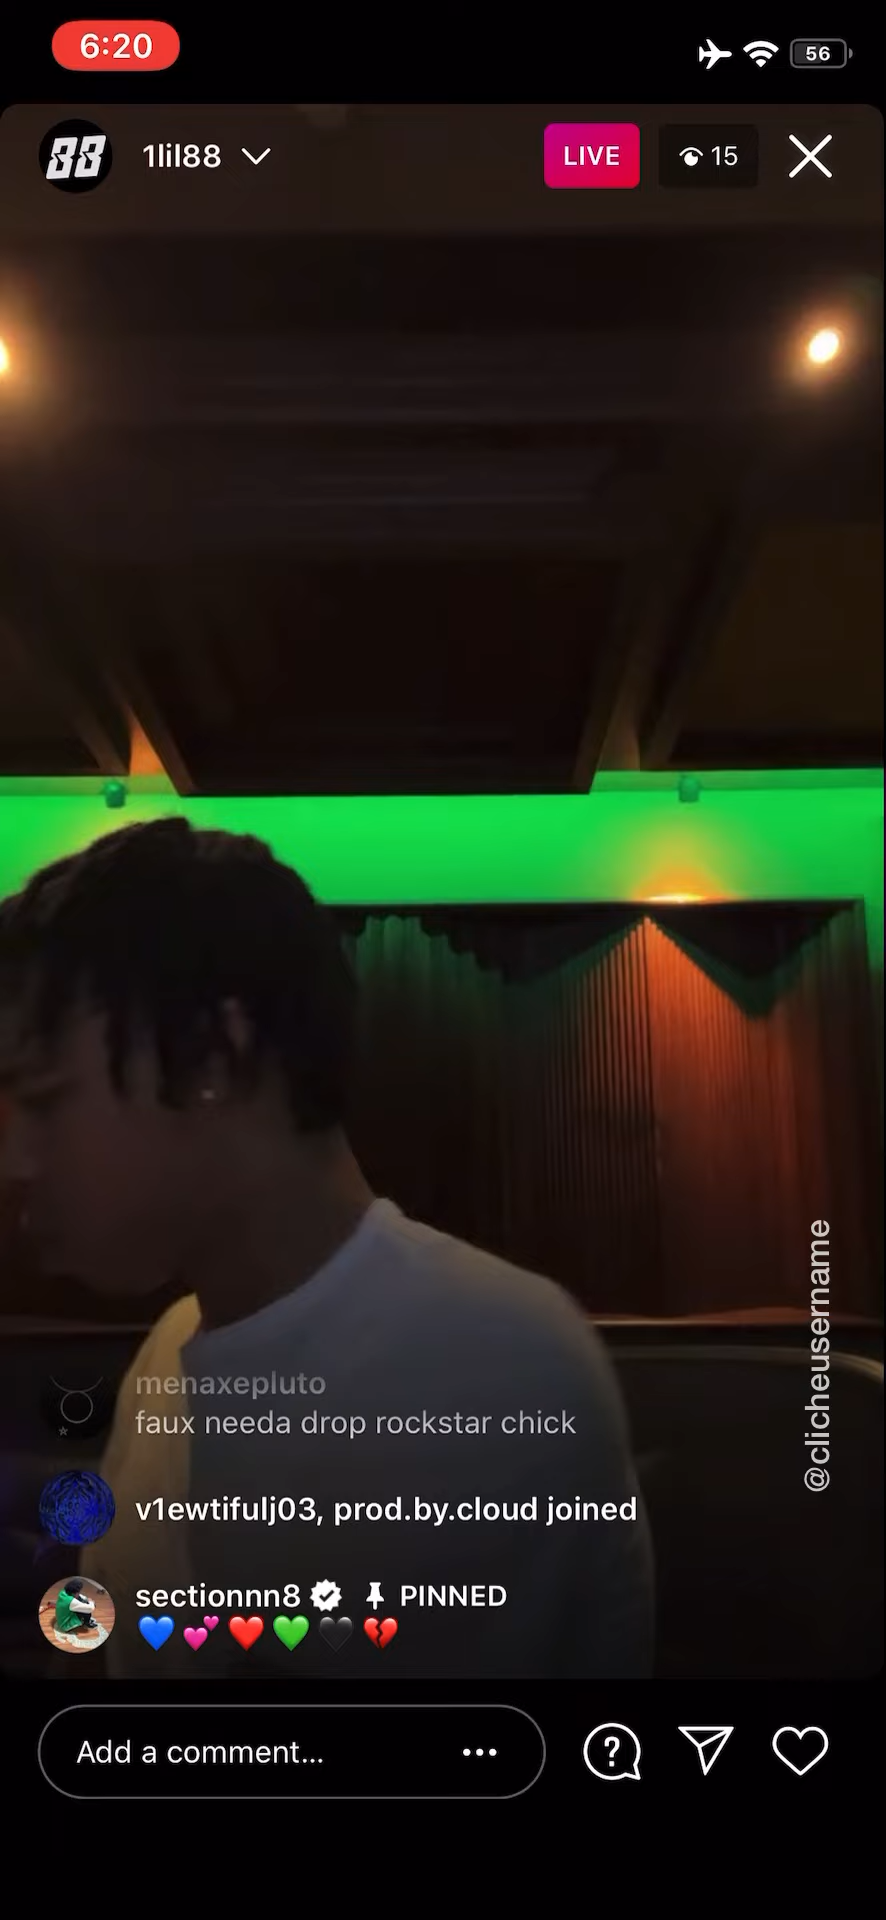 6:20
56
88
1lil88
LIVE
15
menaxepluto
faux needa drop rockstar chick
v1ewtifulj03, prod.by.cloud joined
sectionnn8 PINNED
💙💕❤️💚🖤💔
@clicheusername
Add a comment...